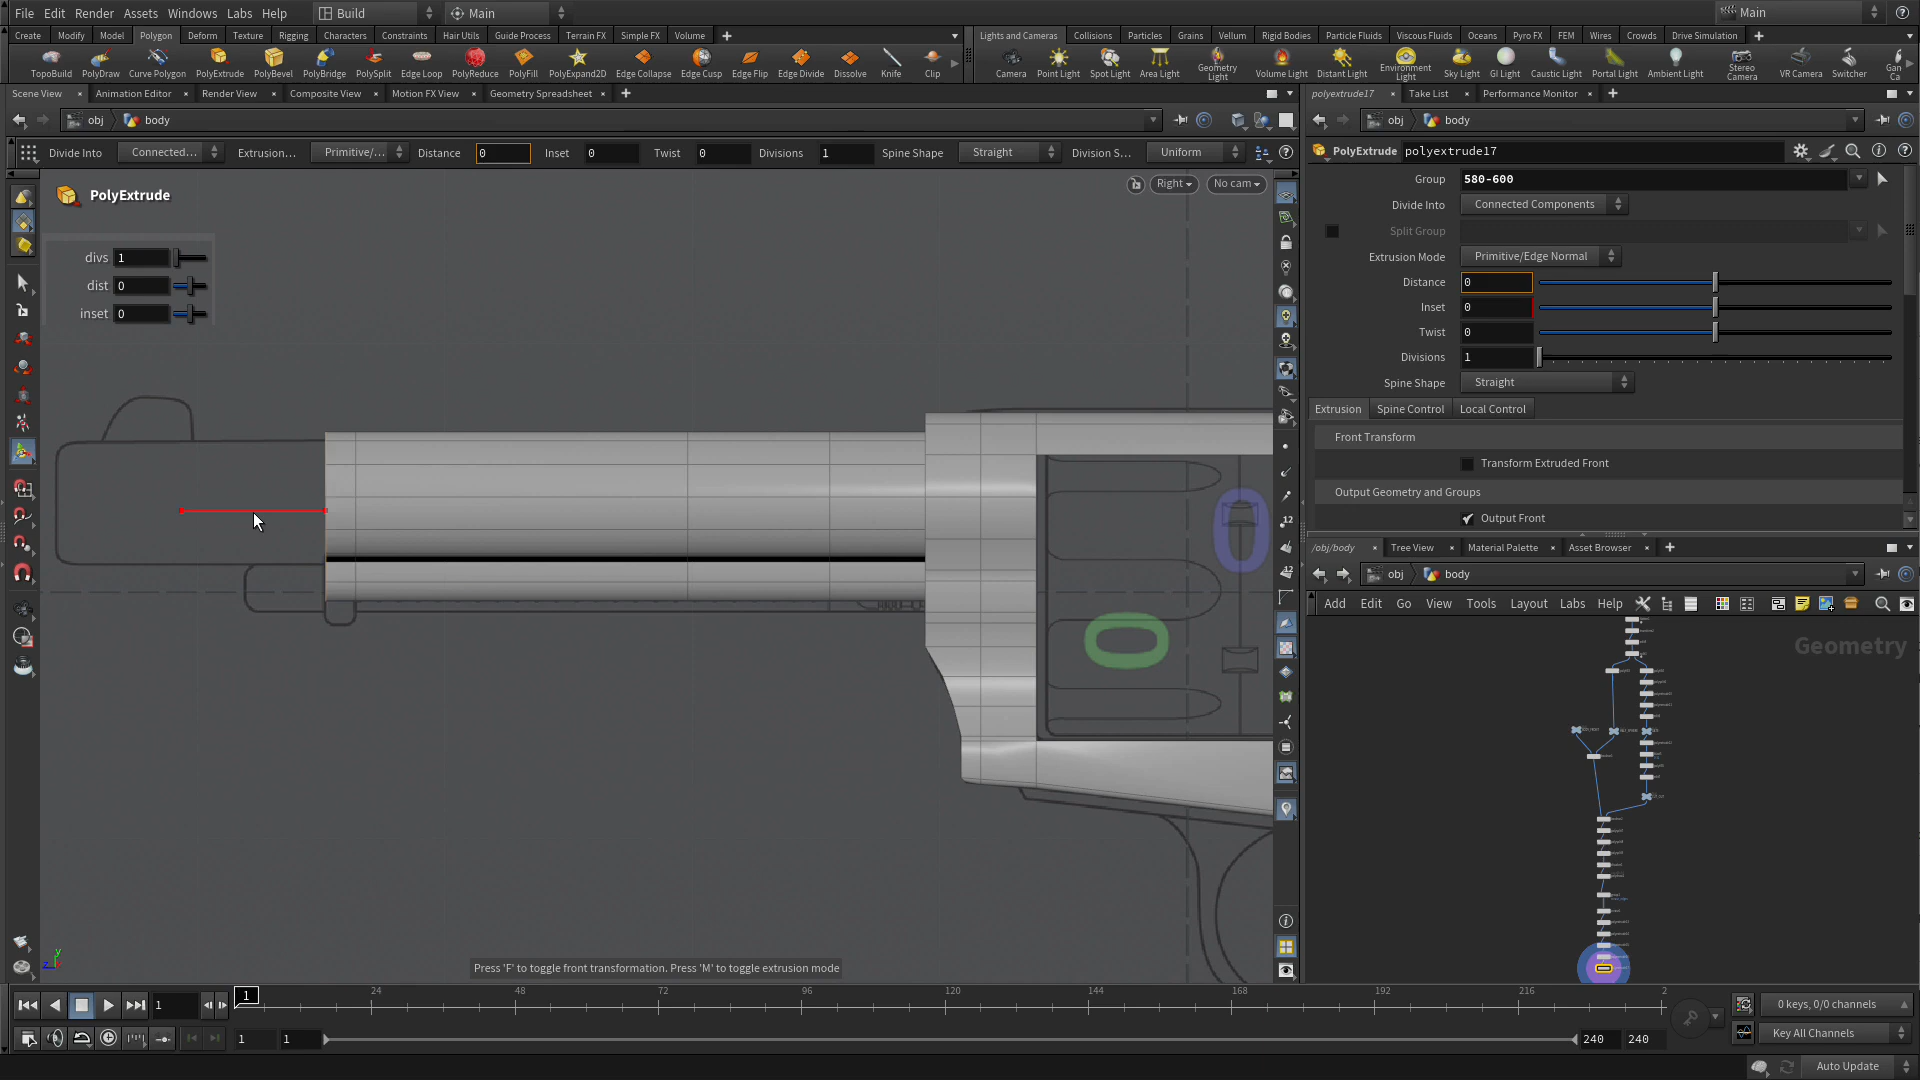 File Edit Render Assets Windows Labs Help Build Main Main
Create Modify Model Polygon Deform Texture Rigging Characters Constraints Hair Utils Guide Process Terrain FX Simple FX Volume
Lights and Cameras Collisions Particles Grains Vellum Rigid Bodies Particle Fluids Viscous Fluids Oceans Pyro FX FEM Wires Crowds Drive Simulation
TopoBuild PolyDraw Curve Polygon PolyExtrude PolyBevel PolyBridge PolySplit Edge Loop PolyReduce PolyFill PolyExpand2D Edge Collapse Edge Cusp Edge Flip Edge Divide Dissolve Knife Clip
Camera Point Light Spot Light Area Light Geometry Light Volume Light Distant Light Environment Light Sky Light GI Light Caustic Light Portal Light Ambient Light Stereo Camera VR Camera Switcher Gan Ca
Scene View Animation Editor Render View Composite View Motion FX View Geometry Spreadsheet
polyextrude17 Take List Performance Monitor
obj body
obj body
Divide Into Connected... Extrusion... Primitive/... Distance 0 Inset 0 Twist 0 Divisions 1 Spine Shape Straight Division S... Uniform
PolyExtrude polyextrude17
PolyExtrude
Right No cam
divs 1
dist 0
inset 0
Group 580-600
Divide Into Connected Components
Split Group
Extrusion Mode Primitive/Edge Normal
Distance 0
Inset 0
Twist 0
Divisions 1
Spine Shape Straight
Extrusion Spine Control Local Control
Front Transform
Transform Extruded Front
Output Geometry and Groups
Output Front
12
12
/obj/body Tree View Material Palette Asset Browser
obj body
Add Edit Go View Tools Layout Labs Help
Geometry
Press 'F' to toggle front transformation. Press 'M' to toggle extrusion mode
y
z
1 1 24 48 72 96 120 144 168 192 216 2
0 keys, 0/0 channels
1 1 240 240
Key All Channels
Auto Update